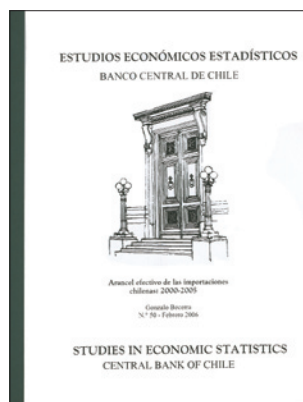 ESTUDIOS ECONÓMICOS ESTADÍSTICOS
BANCO CENTRAL DE CHILE
Arancel efectivo de las importaciones
chilenas: 2000-2005
Gonzalo Becerra
N.° 50 - Febrero 2006
STUDIES IN ECONOMIC STATISTICS
CENTRAL BANK OF CHILE